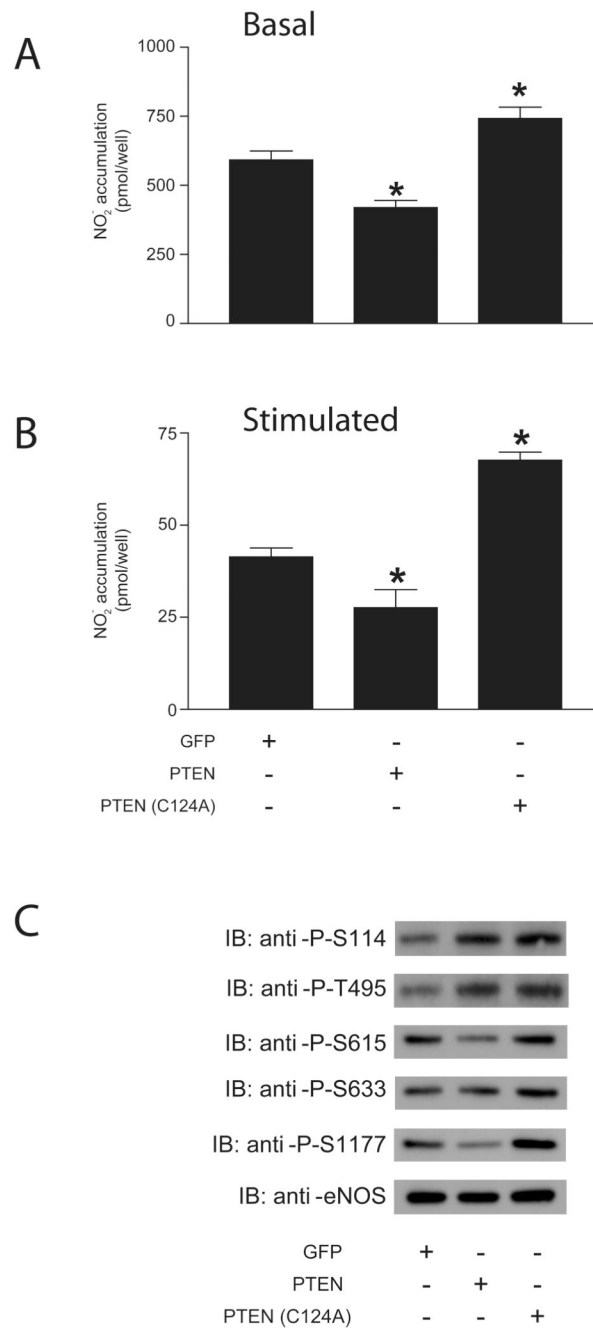 A
Basal
NO₂⁻ accumulation
(pmol/well)
1000
750
500
250
0
*
*
B
Stimulated
NO₂⁻ accumulation
(pmol/well)
75
50
25
0
*
*
GFP + - -
PTEN - + -
PTEN (C124A) - - +
C
IB: anti-P-S114
IB: anti-P-T495
IB: anti-P-S615
IB: anti-P-S633
IB: anti-P-S1177
IB: anti-eNOS
GFP + - -
PTEN - + -
PTEN (C124A) - - +